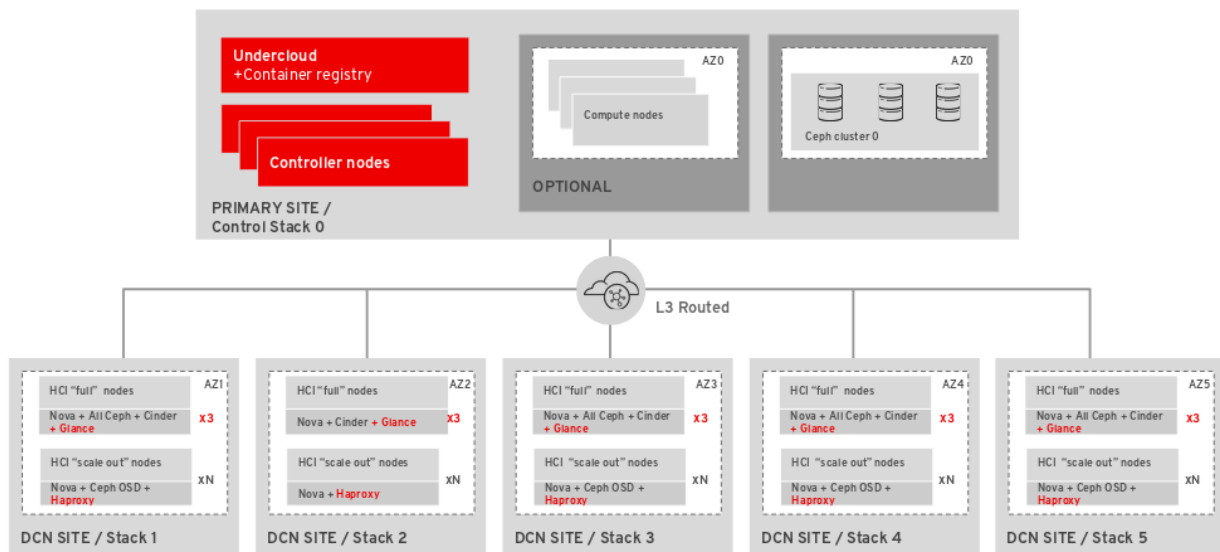 Undercloud
+Container registry
Controller nodes
PRIMARY SITE /
Control Stack 0
AZ0
Compute nodes
OPTIONAL
AZ0
Ceph cluster 0
L3 Routed
AZ1
HCI “full” nodes
Nova + All Ceph + Cinder
+ Glance
x3
HCI “scale out” nodes
Nova + Ceph OSD +
Haproxy
xN
DCN SITE / Stack 1
AZ2
HCI “full” nodes
Nova + Cinder + Glance
x3
HCI “scale out” nodes
Nova + Haproxy
xN
DCN SITE / Stack 2
AZ3
HCI “full” nodes
Nova + All Ceph + Cinder
+ Glance
x3
HCI “scale out” nodes
Nova + Ceph OSD +
Haproxy
xN
DCN SITE / Stack 3
AZ4
HCI “full” nodes
Nova + All Ceph + Cinder
+ Glance
x3
HCI “scale out” nodes
Nova + Ceph OSD +
Haproxy
xN
DCN SITE / Stack 4
AZ5
HCI “full” nodes
Nova + All Ceph + Cinder
+ Glance
x3
HCI “scale out” nodes
Nova + Ceph OSD +
Haproxy
xN
DCN SITE / Stack 5